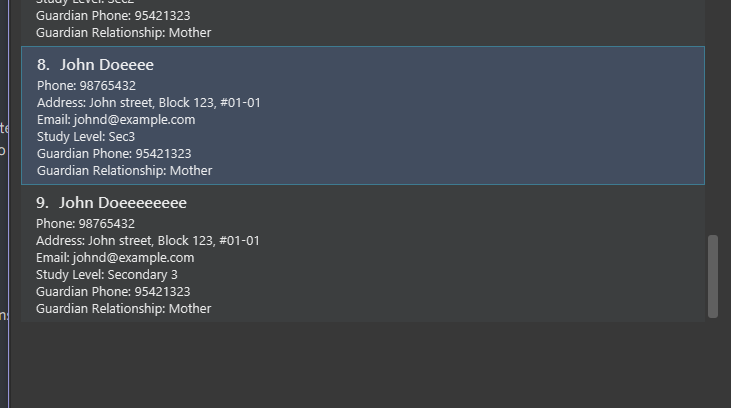 Study Level: Sec2
Guardian Phone: 95421323
Guardian Relationship: Mother
8. John Doeeee
Phone: 98765432
Address: John street, Block 123, #01-01
Email: johnd@example.com
Study Level: Sec3
Guardian Phone: 95421323
Guardian Relationship: Mother
9. John Doeeeeeeee
Phone: 98765432
Address: John street, Block 123, #01-01
Email: johnd@example.com
Study Level: Secondary 3
Guardian Phone: 95421323
Guardian Relationship: Mother